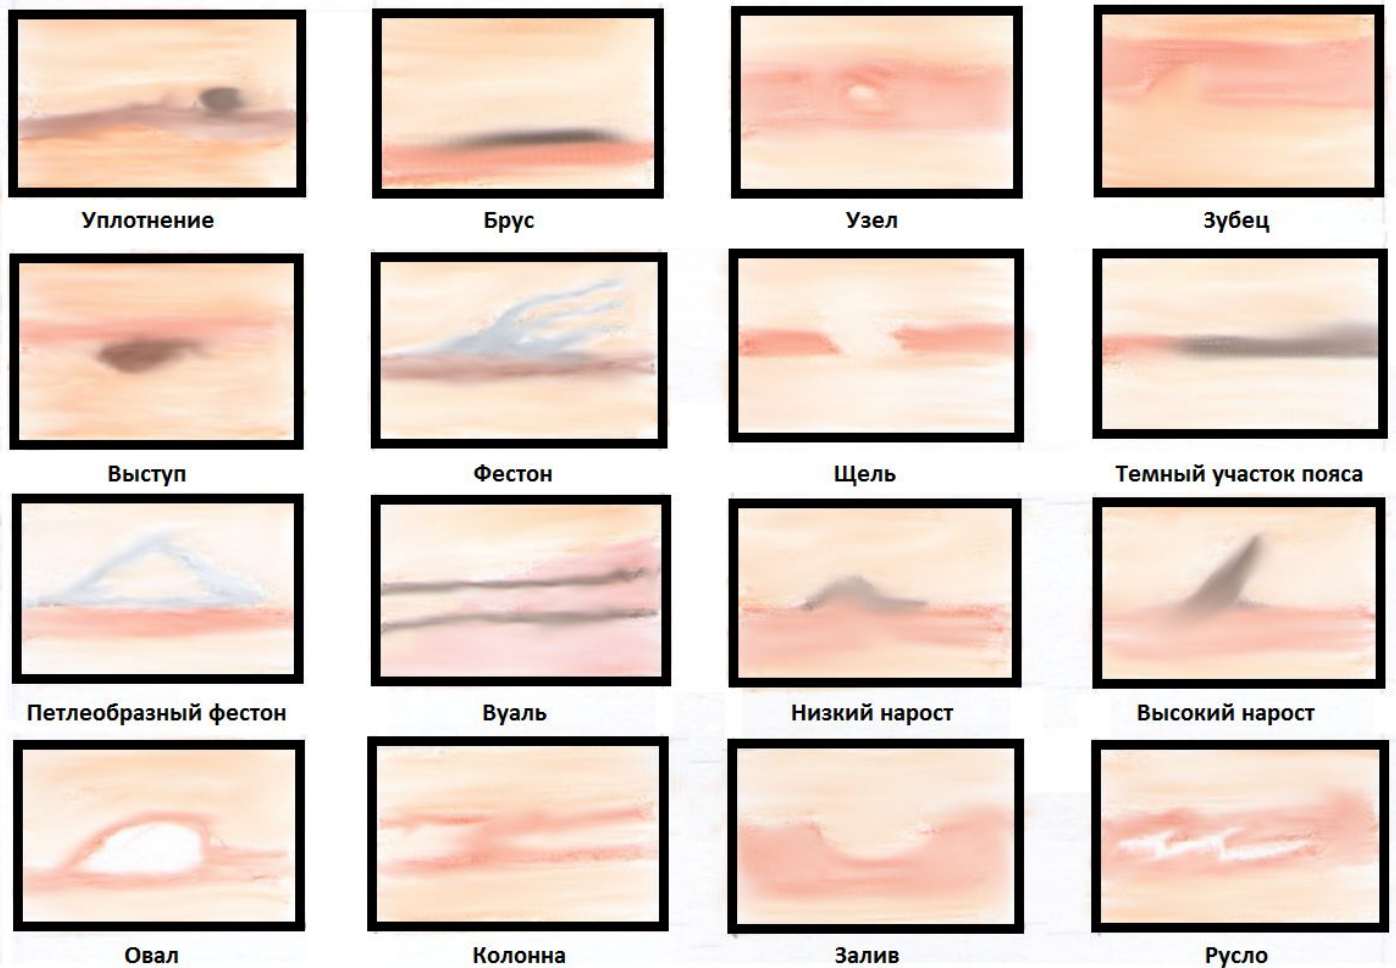 Уплотнение
Брус
Узел
Зубец
Выступ
Фестон
Щель
Темный участок пояса
Петлеобразный фестон
Вуаль
Низкий нарост
Высокий нарост
Овал
Колонна
Залив
Русло